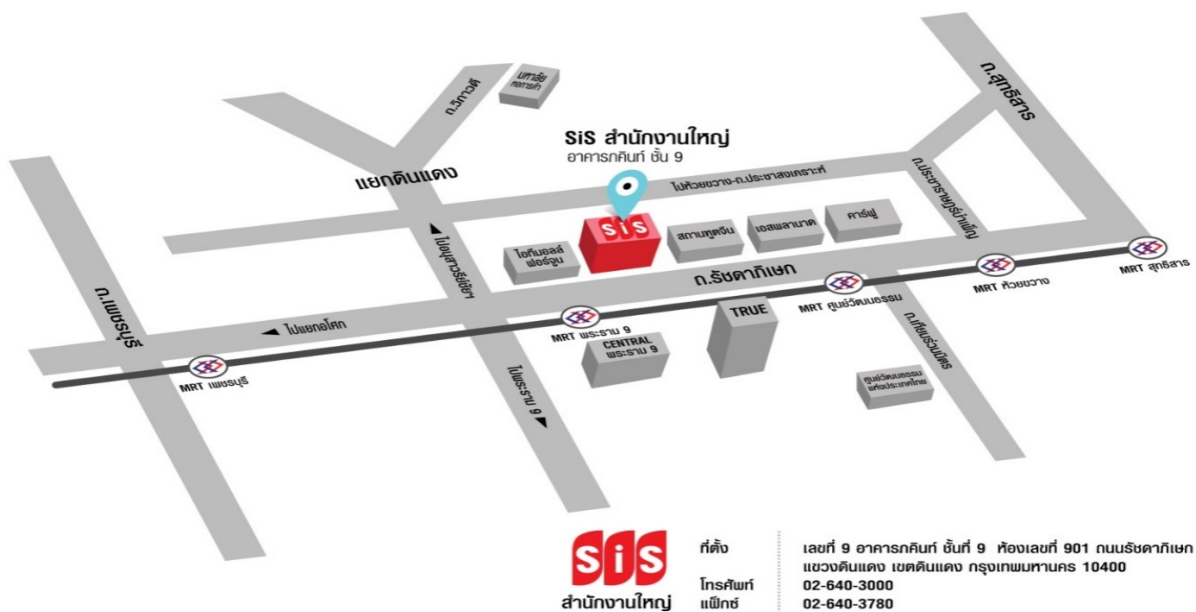 ถ.สุทธิสาร
มหาลัย
หอการค้า
ถ.วิภาวดี
SiS สำนักงานใหญ่
อาคารภคินท์ ชั้น 9
แยกดินแดง
ไปห้วยขวาง-ถ.ประชาสงเคราะห์
ถ.ประชาราษฎร์บำเพ็ญ
SiS
สถานทูตจีน
เอสพลานาด
คาร์ฟู
ไอทีมอลล์
ฟอร์จูน
ไปอนุสาวรีย์ชัยฯ
ถ.รัชดาภิเษก
MRT สุทธิสาร
MRT ห้วยขวาง
MRT ศูนย์วัฒนธรรม
ถ.เพชรบุรี
ไปแยกอโศก
MRT พระราม 9
TRUE
CENTRAL
พระราม 9
ถ.เทียมร่วมมิตร
MRT เพชรบุรี
ไปพระราม 9
ศูนย์วัฒนธรรม
แห่งประเทศไทย
SiS
สำนักงานใหญ่
ที่ตั้ง เลขที่ 9 อาคารภคินท์ ชั้นที่ 9 ห้องเลขที่ 901 ถนนรัชดาภิเษก
แขวงดินแดง เขตดินแดง กรุงเทพมหานคร 10400
โทรศัพท์ 02-640-3000
แฟ็กซ์ 02-640-3780